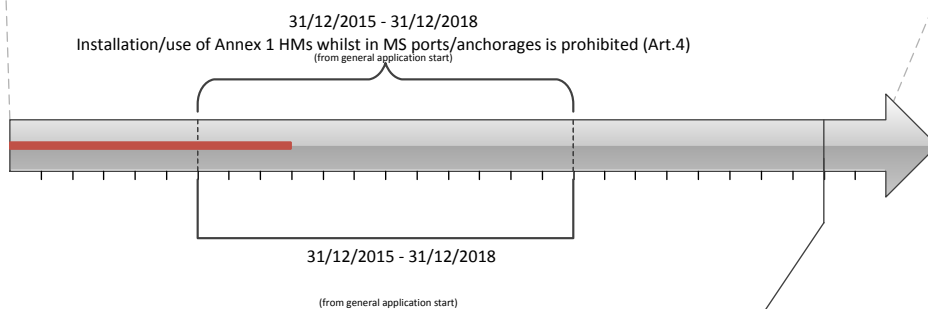 31/12/2015 - 31/12/2018
Installation/use of Annex 1 HMs whilst in MS ports/anchorages is prohibited (Art.4)
(from general application start)
31/12/2015 - 31/12/2018
(from general application start)